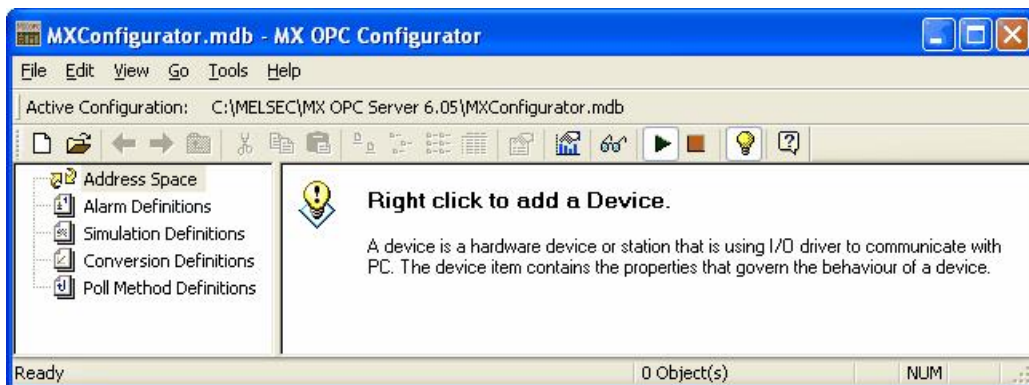 MXConfigurator.mdb - MX OPC Configurator
File Edit View Go Tools Help
Active Configuration: C:\MELSEC\MX OPC Server 6.05\MXConfigurator.mdb
Address Space
Alarm Definitions
Simulation Definitions
Conversion Definitions
Poll Method Definitions
Right click to add a Device.
A device is a hardware device or station that is using I/O driver to communicate with
PC. The device item contains the properties that govern the behaviour of a device.
Ready 0 Object(s) NUM